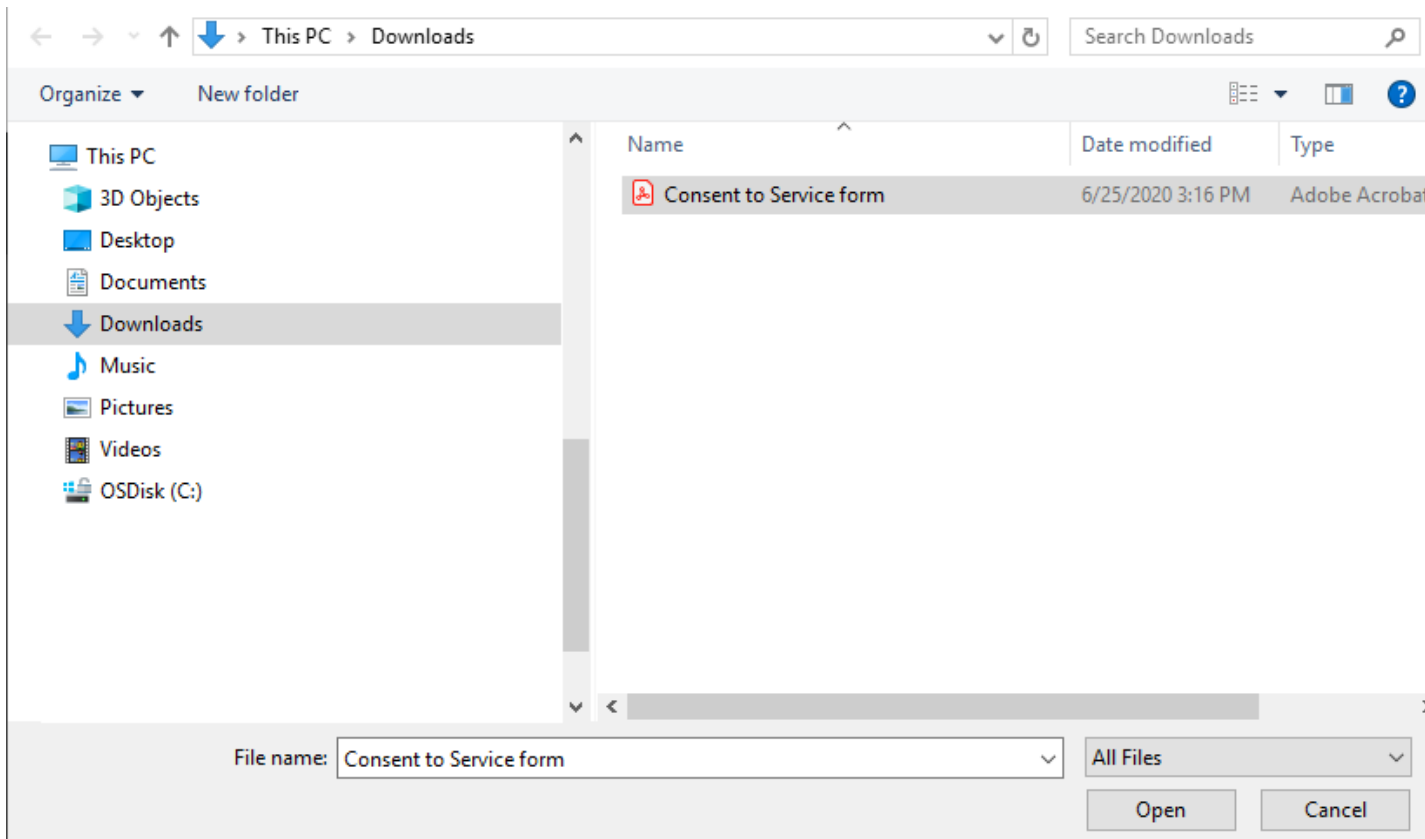 This PC > Downloads
Search Downloads
Organize
New folder
?
This PC
3D Objects
Desktop
Documents
Downloads
Music
Pictures
Videos
OSDisk (C:)
Name
Date modified
Type
Consent to Service form
6/25/2020 3:16 PM
Adobe Acrobat
File name:
Consent to Service form
All Files
Open
Cancel